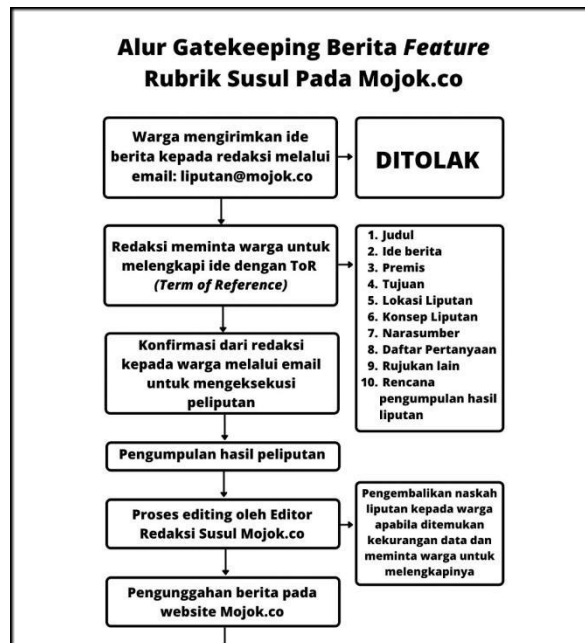 Alur Gatekeeping Berita Feature
Rubrik Susul Pada Mojok.co
Warga mengirimkan ide
berita kepada redaksi melalui
email: liputan@mojok.co
DITOLAK
Redaksi meminta warga untuk
melengkapi ide dengan ToR
(Term of Reference)
1. Judul
2. Ide berita
3. Premis
4. Tujuan
5. Lokasi Liputan
6. Konsep Liputan
7. Narasumber
8. Daftar Pertanyaan
9. Rujukan lain
10. Rencana
pengumpulan hasil
liputan
Konfirmasi dari redaksi
kepada warga melalui email
untuk mengeksekusi
peliputan
Pengumpulan hasil peliputan
Proses editing oleh Editor
Redaksi Susul Mojok.co
Pengembalikan naskah
liputan kepada warga
apabila ditemukan
kekurangan data dan
meminta warga untuk
melengkapinya
Pengunggahan berita pada
website Mojok.co